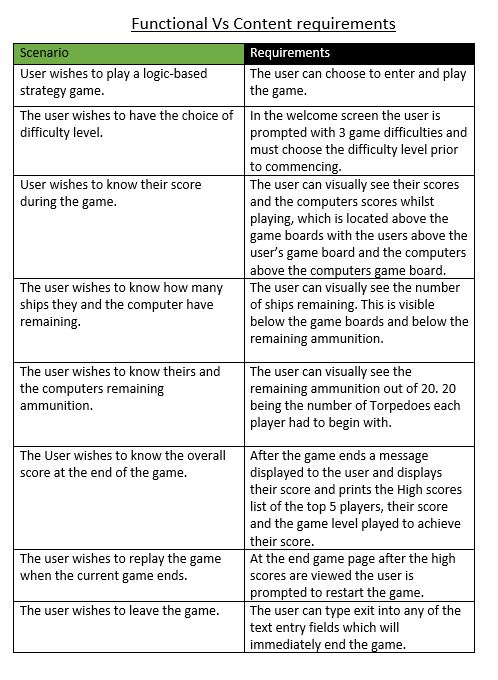 Functional Vs Content requirements
Scenario
Requirements
User wishes to play a logic-based
strategy game.
The user can choose to enter and play
the game.
The user wishes to have the choice of
difficulty level.
In the welcome screen the user is
prompted with 3 game difficulties and
must choose the difficulty level prior
to commencing.
User wishes to know their score
during the game.
The user can visually see their scores
and the computers scores whilst
playing, which is located above the
game boards with the users above the
user's game board and the computers
above the computers game board.
The user wishes to know how many
ships they and the computer have
remaining.
The user can visually see the number
of ships remaining. This is visible
below the game boards and below the
remaining ammunition.
The user wishes to know theirs and
the computers remaining
ammunition.
The user can visually see the
remaining ammunition out of 20. 20
being the number of Torpedoes each
player had to begin with.
The User wishes to know the overall
score at the end of the game.
After the game ends a message
displayed to the user and displays
their score and prints the High scores
list of the top 5 players, their score
and the game level played to achieve
their score.
The user wishes to replay the game
when the current game ends.
At the end game page after the high
scores are viewed the user is
prompted to restart the game.
The user wishes to leave the game.
The user can type exit into any of the
text entry fields which will
immediately end the game.